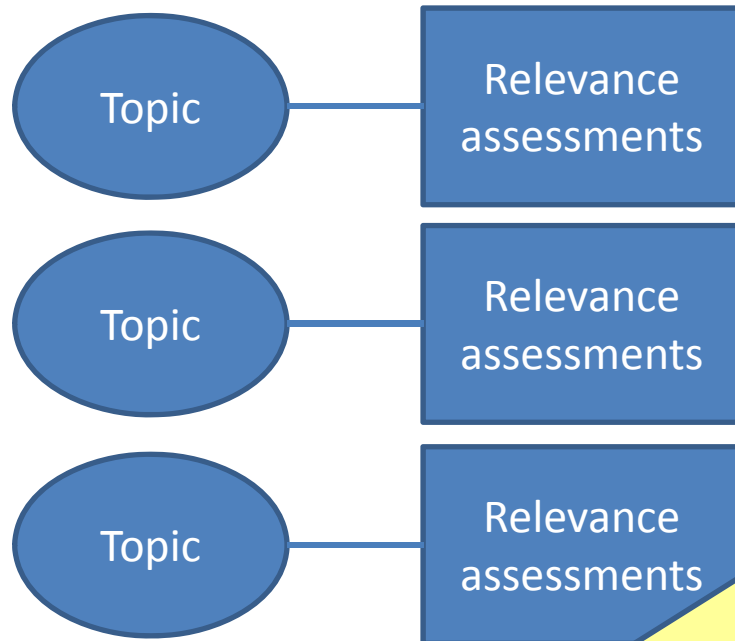 Topic
Relevance
assessments
Topic
Relevance
assessments
Topic
Relevance
assessments